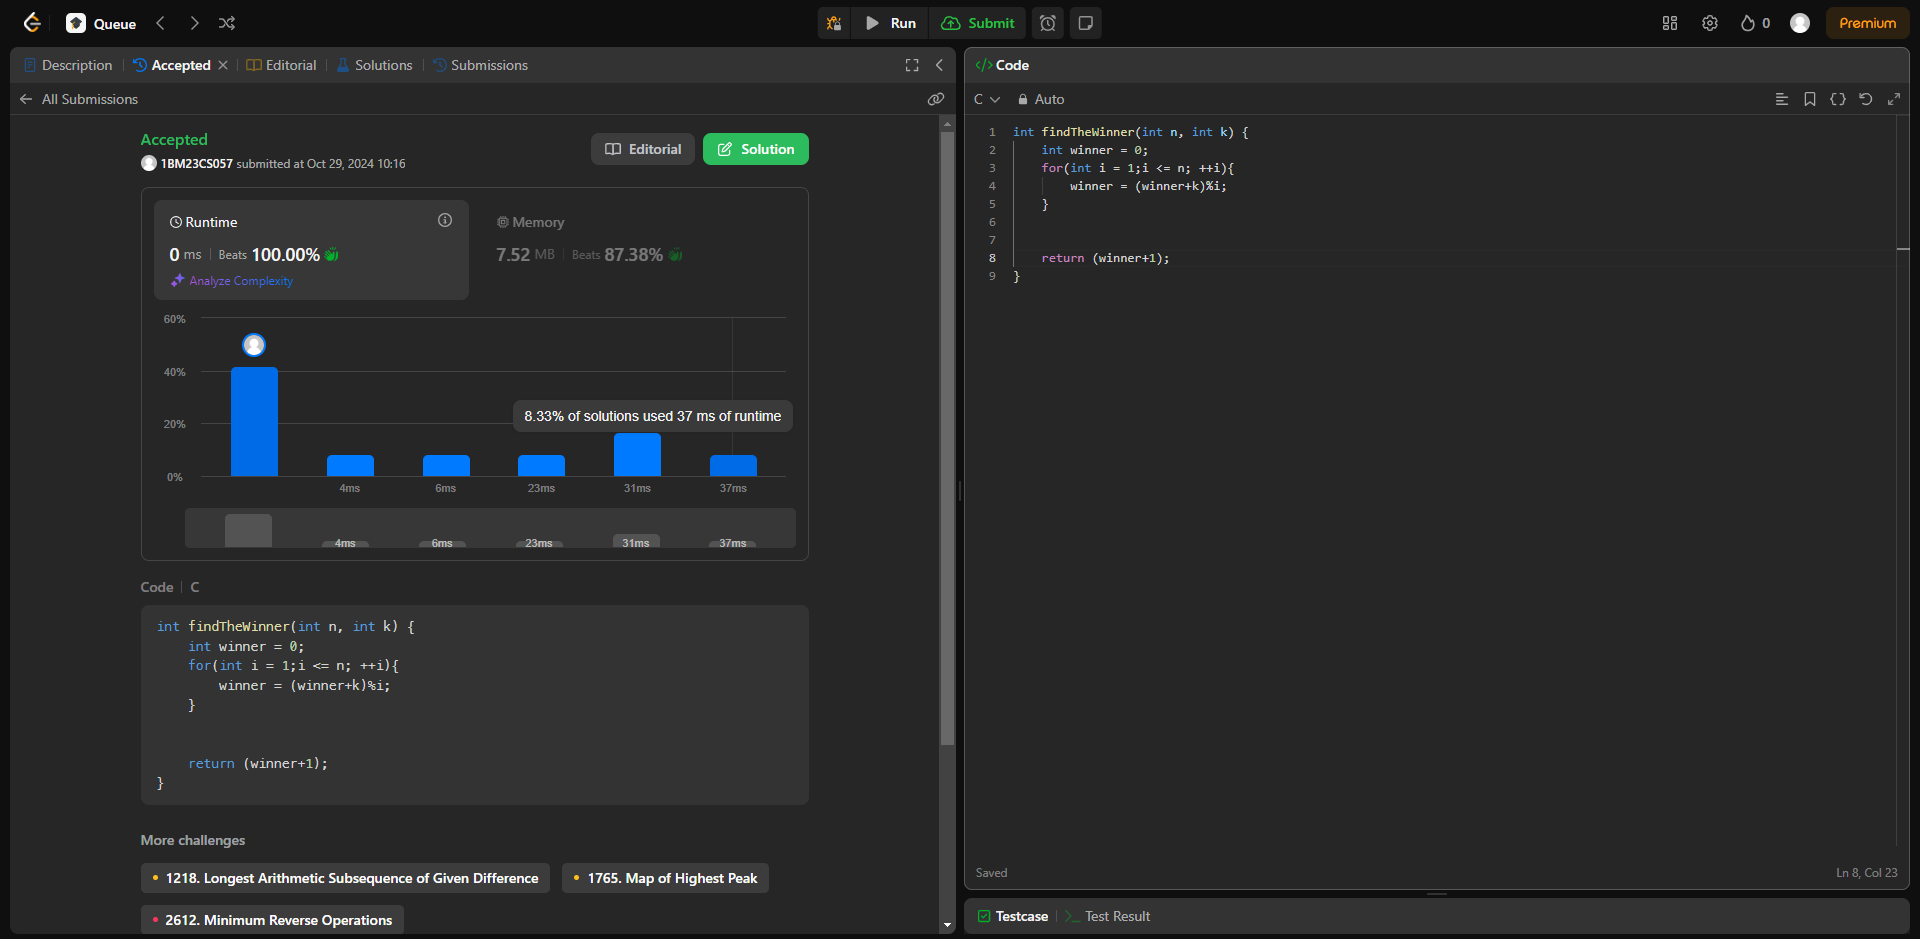 Queue
Run
Submit
0
Premium
Description
Accepted
Editorial
Solutions
Submissions
All Submissions
Accepted
1BM23CS057 submitted at Oct 29, 2024 10:16
Editorial
Solution
Runtime
0 ms
Beats 100.00%
Analyze Complexity
Memory
7.52 MB
Beats 87.38%
60%
40%
20%
0%
8.33% of solutions used 37 ms of runtime
4ms
6ms
23ms
31ms
37ms
4ms
6ms
23ms
31ms
37ms
Code
C
int findTheWinner(int n, int k) {
    int winner = 0;
    for(int i = 1;i <= n; ++i){
        winner = (winner+k)%i;
    }
    return (winner+1);
}
More challenges
1218. Longest Arithmetic Subsequence of Given Difference
1765. Map of Highest Peak
2612. Minimum Reverse Operations
</> Code
C
Auto
1 int findTheWinner(int n, int k) {
2     int winner = 0;
3     for(int i = 1;i <= n; ++i){
4         winner = (winner+k)%i;
5     }
6
7
8     return (winner+1);
9 }
Saved
Ln 8, Col 23
Testcase
>_ Test Result